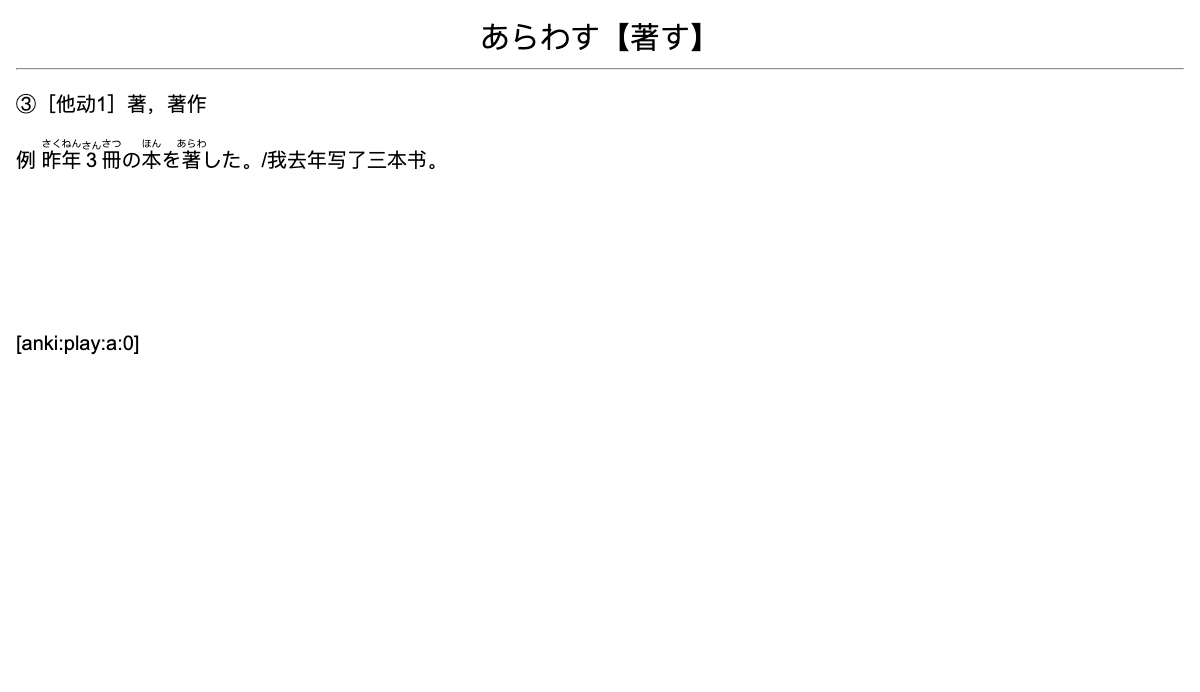 あらわす【著す】
③［他动1］著，著作
例 昨年3冊の本を著した。/我去年写了三本书。
さくねん さん さつ ほん あらわ
[anki:play:a:0]